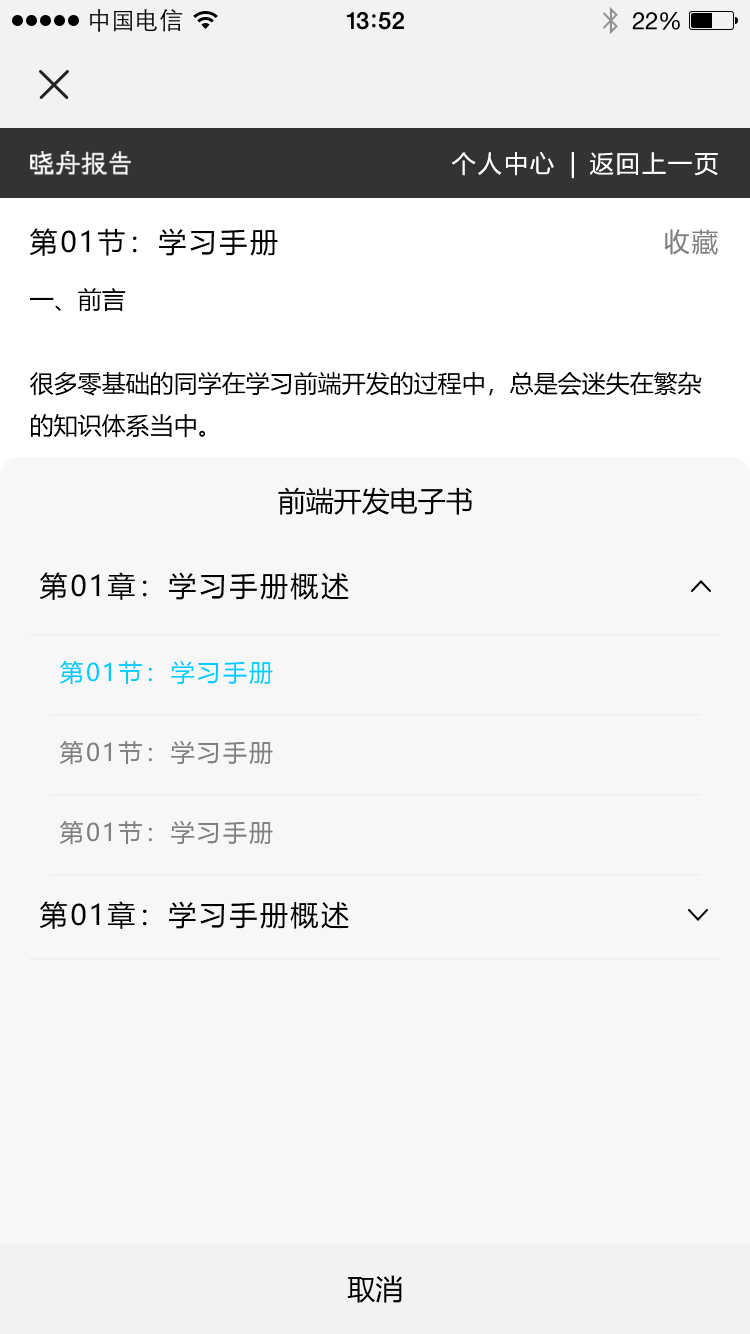 中国电信 13:52 22%
晓舟报告 个人中心 | 返回上一页
第01节：学习手册 收藏
一、前言
很多零基础的同学在学习前端开发的过程中，总是会迷失在繁杂
的知识体系当中。
前端开发电子书
第01章：学习手册概述
第01节：学习手册
第01节：学习手册
第01节：学习手册
第01章：学习手册概述
取消